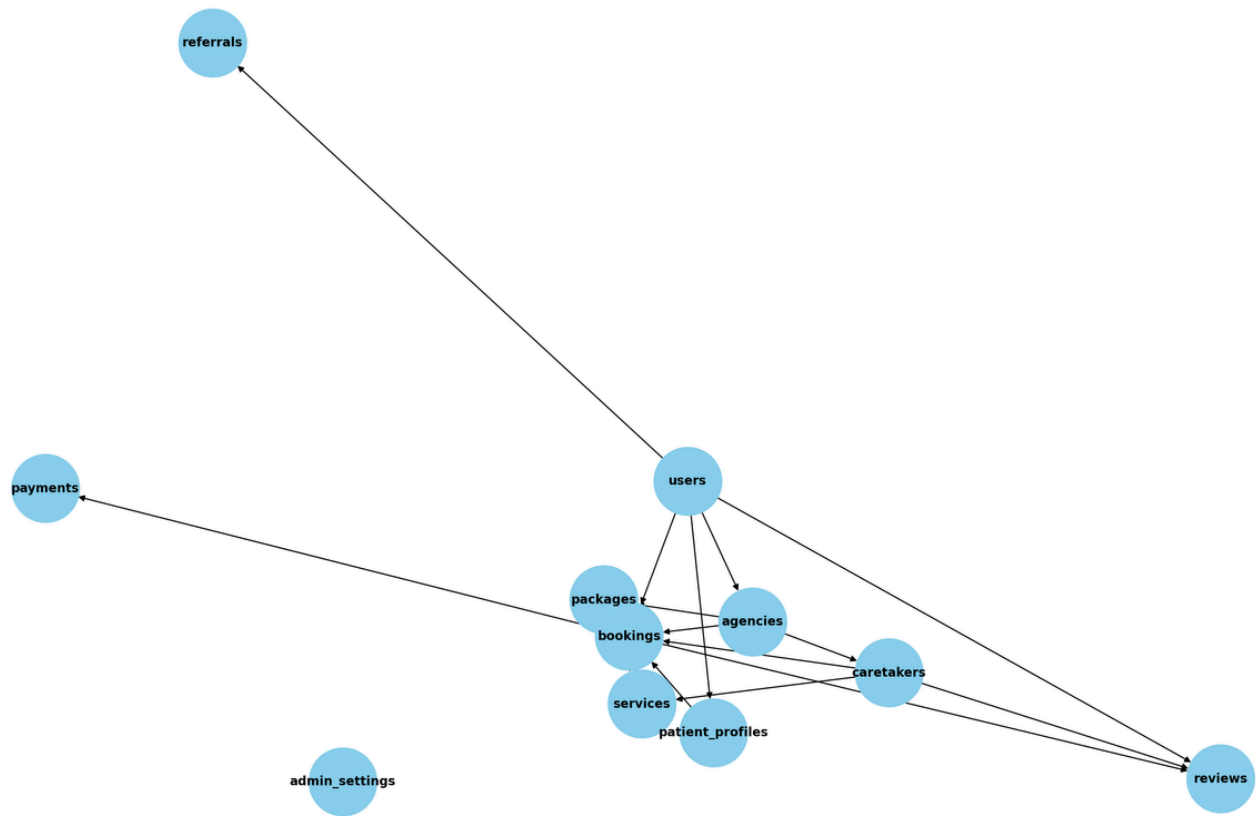 referrals
users
payments
packages
agencies
bookings
caretakers
services
patient_profiles
reviews
admin_settings